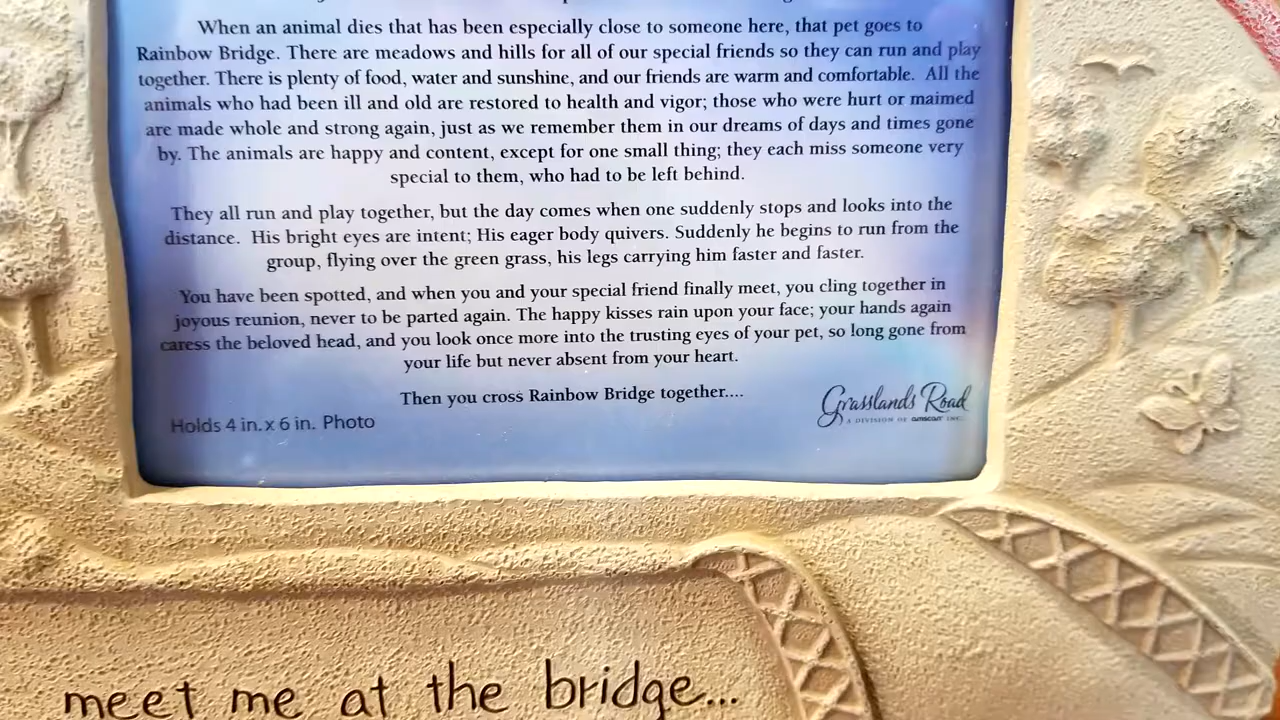 When an animal dies that has been especially close to someone here, that pet goes to
Rainbow Bridge. There are meadows and hills for all of our special friends so they can run and play
together. There is plenty of food, water and sunshine, and our friends are warm and comfortable. All the
animals who had been ill and old are restored to health and vigor; those who were hurt or maimed
are made whole and strong again, just as we remember them in our dreams of days and times gone
by. The animals are happy and content, except for one small thing; they each miss someone very
special to them, who had to be left behind.
They all run and play together, but the day comes when one suddenly stops and looks into the
distance. His bright eyes are intent; His eager body quivers. Suddenly he begins to run from the
group, flying over the green grass, his legs carrying him faster and faster.
You have been spotted, and when you and your special friend finally meet, you cling together in
joyous reunion, never to be parted again. The happy kisses rain upon your face; your hands again
caress the beloved head, and you look once more into the trusting eyes of your pet, so long gone from
your life but never absent from your heart.
Then you cross Rainbow Bridge together....
Grasslands Road
A DIVISION OF amscan INC.
Holds 4 in. x 6 in. Photo
meet me at the bridge...